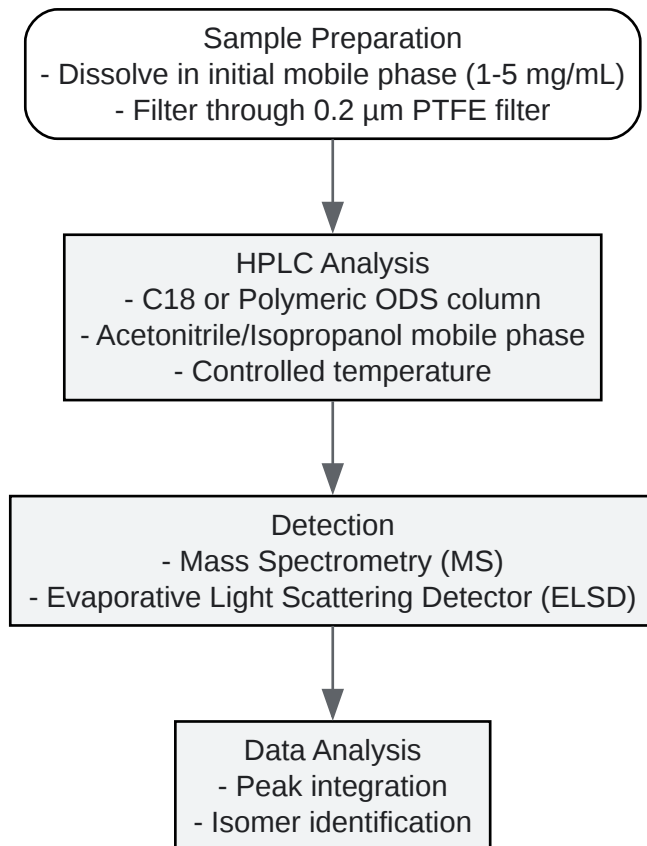 Sample Preparation
- Dissolve in initial mobile phase (1-5 mg/mL)
- Filter through 0.2 µm PTFE filter
HPLC Analysis
- C18 or Polymeric ODS column
- Acetonitrile/Isopropanol mobile phase
- Controlled temperature
Detection
- Mass Spectrometry (MS)
- Evaporative Light Scattering Detector (ELSD)
Data Analysis
- Peak integration
- Isomer identification